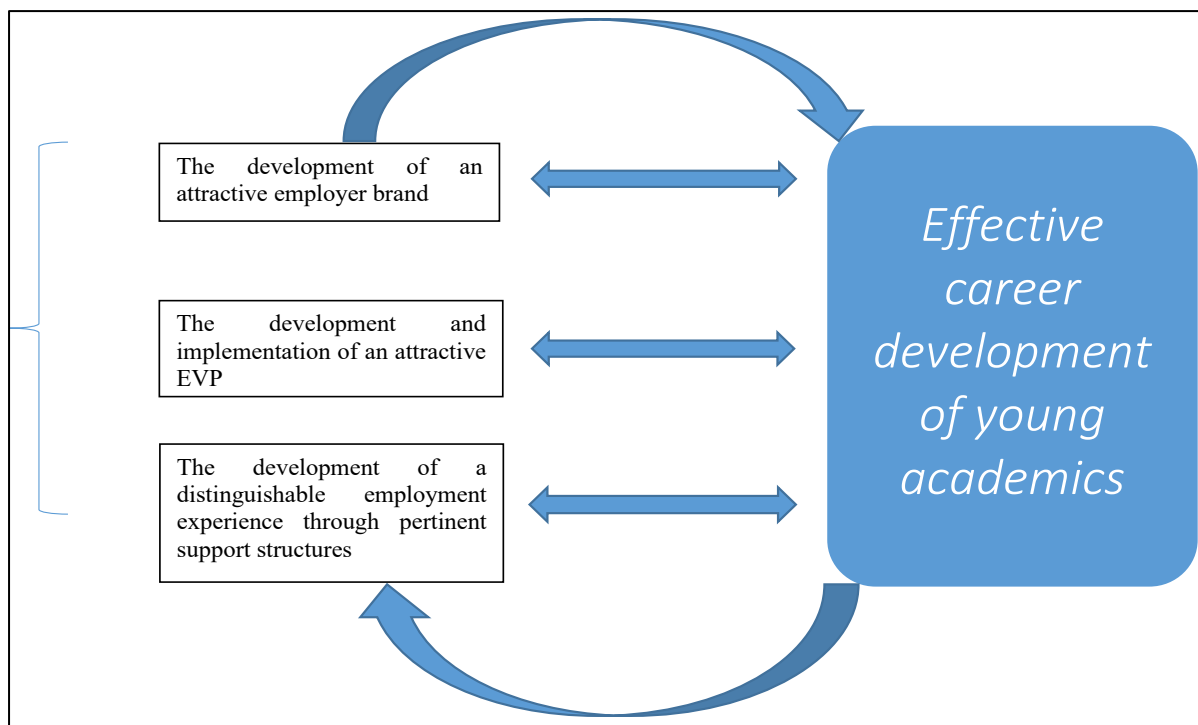 The development of an
attractive employer brand
The development and
implementation of an attractive
EVP
The development of a
distinguishable employment
experience through pertinent
support structures
Effective
career
development
of young
academics